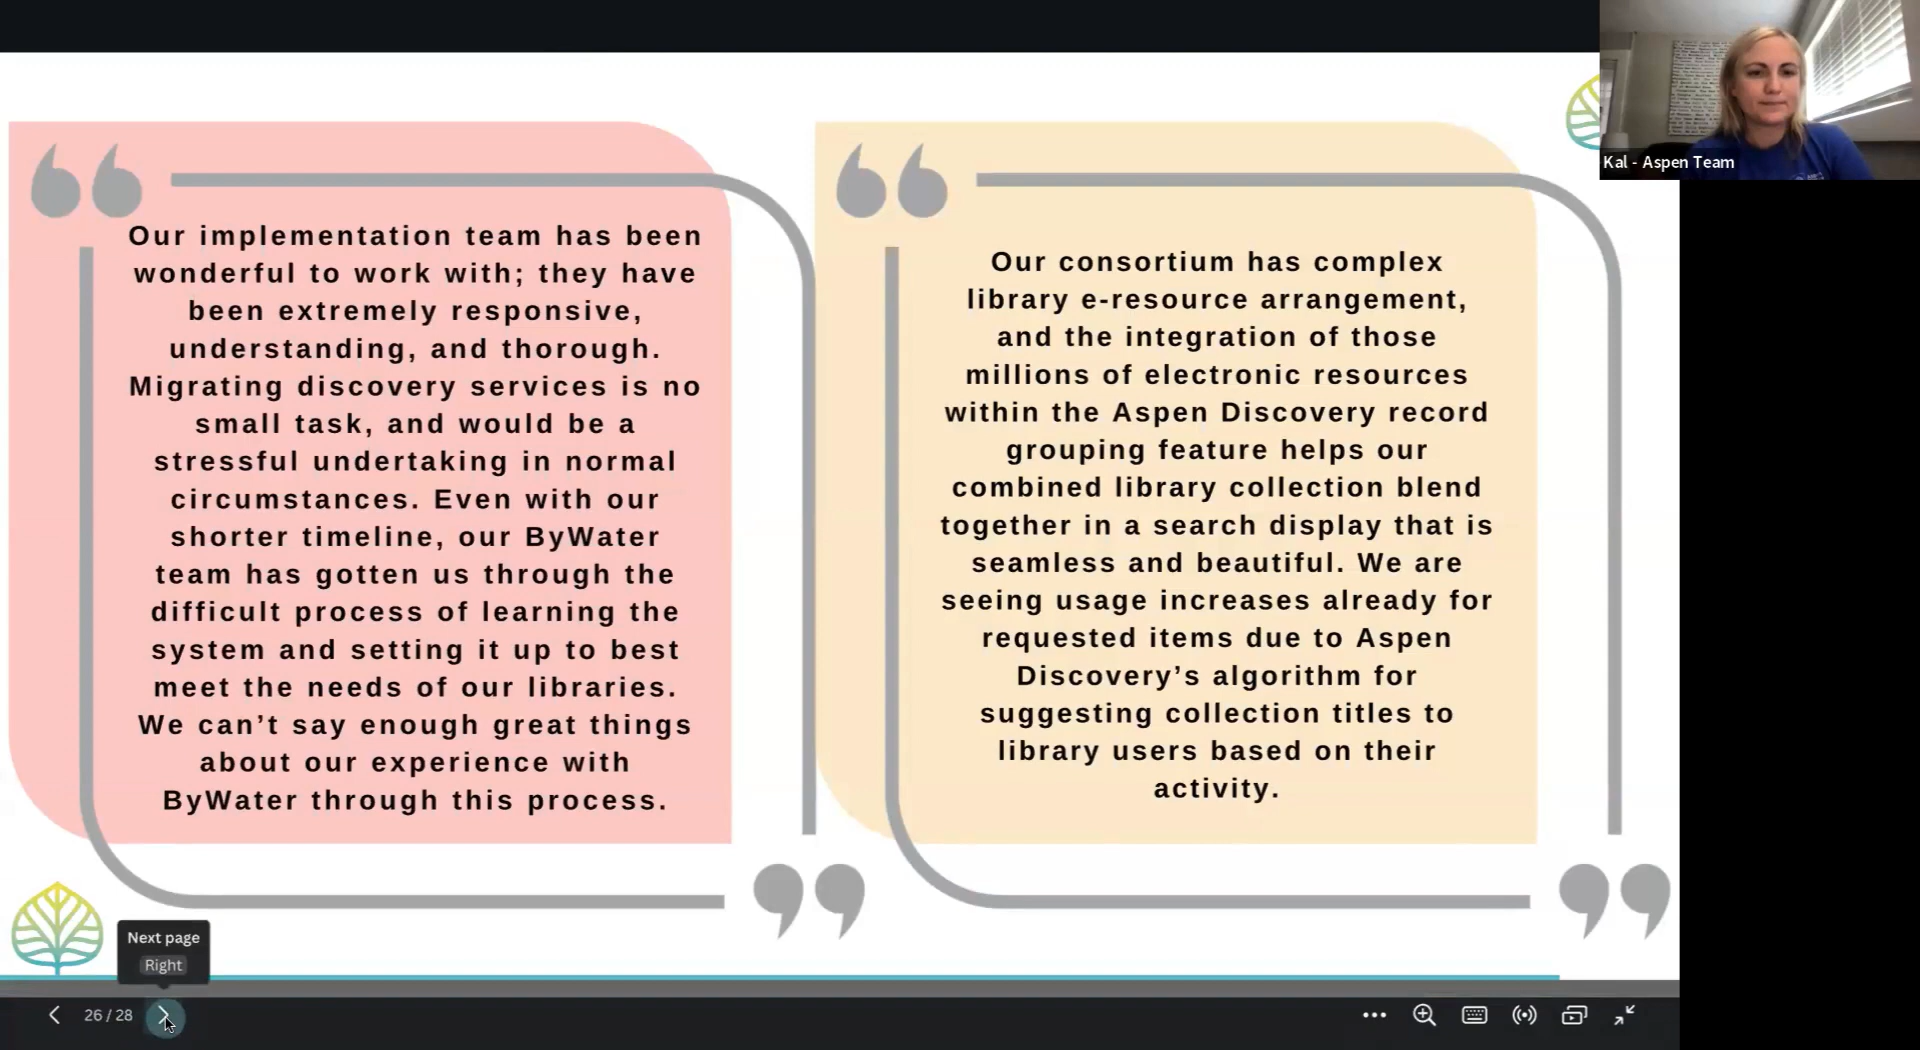 Kal - Aspen Team
Our implementation team has been
wonderful to work with; they have
been extremely responsive,
understanding, and thorough.
Migrating discovery services is no
small task, and would be a
stressful undertaking in normal
circumstances. Even with our
shorter timeline, our ByWater
team has gotten us through the
difficult process of learning the
system and setting it up to best
meet the needs of our libraries.
We can’t say enough great things
about our experience with
ByWater through this process.
Our consortium has complex
library e-resource arrangement,
and the integration of those
millions of electronic resources
within the Aspen Discovery record
grouping feature helps our
combined library collection blend
together in a search display that is
seamless and beautiful. We are
seeing usage increases already for
requested items due to Aspen
Discovery’s algorithm for
suggesting collection titles to
library users based on their
activity.
Next page
Right
26 / 28